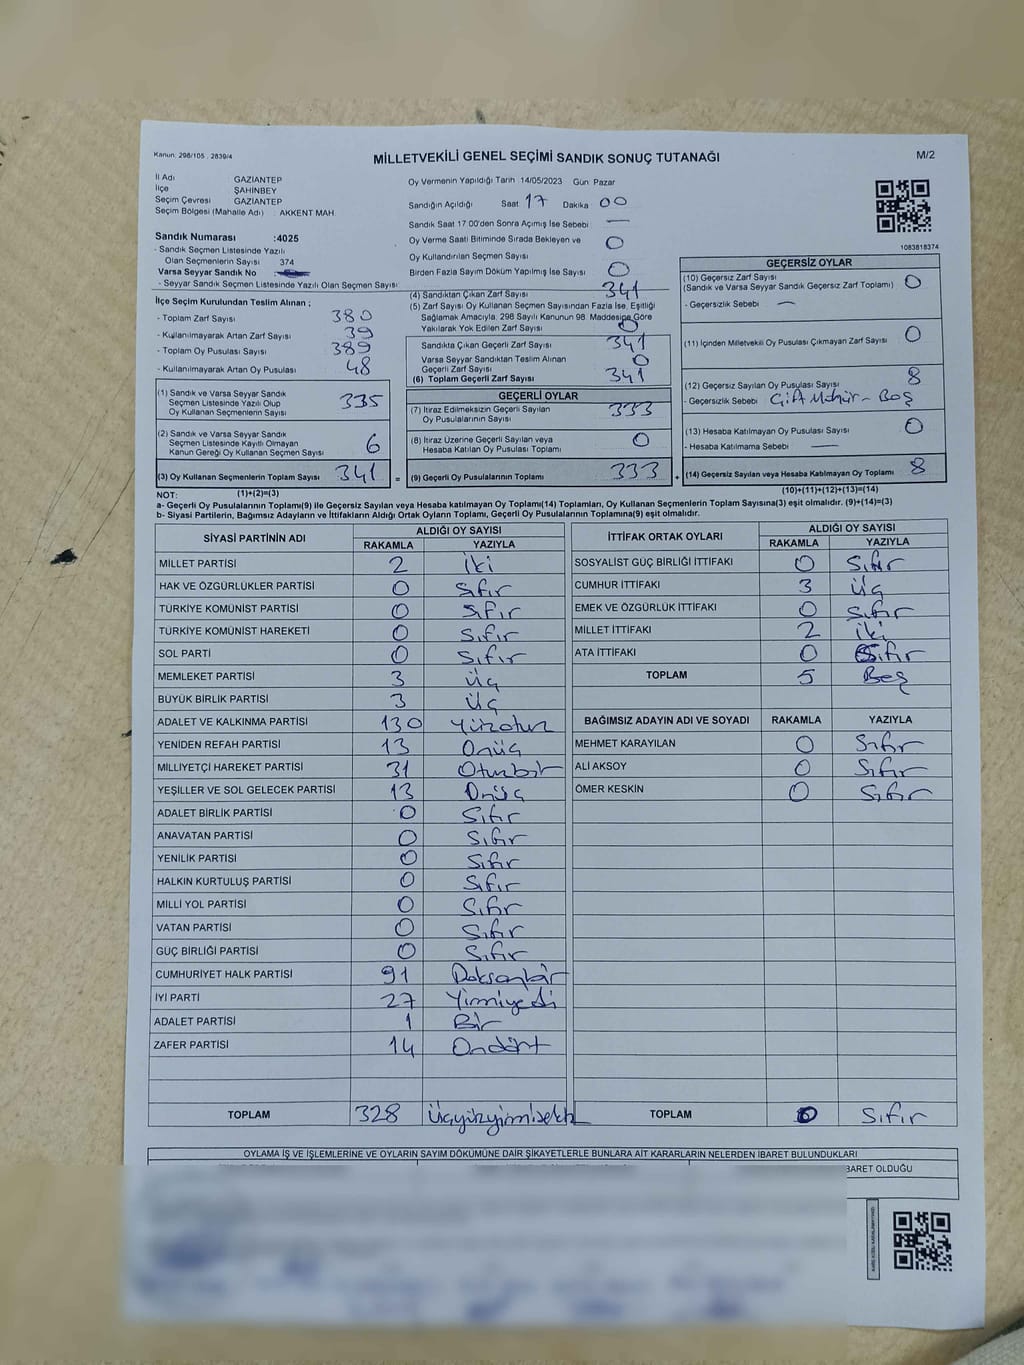 Kanun: 298/105 , 2839/4
MİLLETVEKİLİ GENEL SEÇİMİ SANDIK SONUÇ TUTANAĞI
M/2
İl Adı GAZIANTEP
İlçe ŞAHİNBEY
Seçim Çevresi GAZIANTEP
Seçim Bölgesi (Mahalle Adı) : AKKENT MAH.
Sandık Numarası :4025
- Sandık Seçmen Listesinde Yazılı
Olan Seçmenlerin Sayısı 374
Varsa Seyyar Sandık No
- Seyyar Sandık Seçmen Listesinde Yazılı Olan Seçmen Sayısı
Oy Vermenin Yapıldığı Tarih 14/05/2023 Gün Pazar
Sandığın Açıldığı Saat 17 Dakika 00
Sandık Saat 17 00'den Sonra Açımış İse Sebebi —
Oy Verme Saati Bitiminde Sırada Bekleyen ve
Oy Kullandırılan Seçmen Sayısı 0
Birden Fazla Sayım Döküm Yapılmış İse Sayısı 0
1083818374
İlçe Seçim Kurulundan Teslim Alınan ;
- Toplam Zarf Sayısı 380
- Kullanılmayarak Artan Zarf Sayısı 39
- Toplam Oy Pusulası Sayısı 389
- Kullanılmayarak Artan Oy Pusulası 48
(4) Sandıktan Çıkan Zarf Sayısı 341
(5) Zarf Sayısı Oy Kullanan Seçmen Sayısından Fazla İse, Eşitliği
Sağlamak Amacıyla, 298 Sayılı Kanunun 98. Maddesine Göre
Yakılarak Yok Edilen Zarf Sayısı 0
Sandıkta Çıkan Geçerli Zarf Sayısı 341
Varsa Seyyar Sandıktan Teslim Alınan
Geçerli Zarf Sayısı 0
(6) Toplam Geçerli Zarf Sayısı 341
GEÇERSİZ OYLAR
(10) Geçersiz Zarf Sayısı
(Sandık ve Varsa Seyyar Sandık Geçersiz Zarf Toplamı) 0
- Geçersizlik Sebebi —
(11) İçinden Milletvekili Oy Pusulası Çıkmayan Zarf Sayısı 0
(12) Geçersiz Sayılan Oy Pusulası Sayısı 8
- Geçersizlik Sebebi Çift Mühür - Boş
(13) Hesaba Katılmayan Oy Pusulası Sayısı 0
- Hesaba Katılmama Sebebi —
(14) Geçersiz Sayılan veya Hesaba Katılmayan Oy Toplamı 8
(10)+(11)+(12)+(13)=(14)
(1) Sandık ve Varsa Seyyar Sandık
Seçmen Listesinde Yazılı Olup
Oy Kullanan Seçmenlerin Sayısı 335
(2) Sandık ve Varsa Seyyar Sandık
Seçmen Listesinde Kayıtlı Olmayan
Kanun Gereği Oy Kullanan Seçmen Sayısı 6
(3) Oy Kullanan Seçmenlerin Toplam Sayısı 341 =
GEÇERLİ OYLAR
(7) İtiraz Edilmeksizin Geçerli Sayılan
Oy Pusulalarının Sayısı 333
(8) İtiraz Üzerine Geçerli Sayılan veya
Hesaba Katılan Oy Pusulası Toplamı 0
(9) Geçerli Oy Pusulalarının Toplamı 333 +
NOT: (1)+(2)=(3)
a- Geçerli Oy Pusulalarının Toplamı(9) ile Geçersiz Sayılan veya Hesaba katılmayan Oy Toplamı(14) Toplamları, Oy Kullanan Seçmenlerin Toplam Sayısına(3) eşit olmalıdır. (9)+(14)=(3)
b- Siyasi Partilerin, Bağımsız Adayların ve İttifakların Aldığı Ortak Oyların Toplamı, Geçerli Oy Pusulalarının Toplamına(9) eşit olmalıdır.
SİYASİ PARTİNİN ADI ALDIĞI OY SAYISI
RAKAMLA YAZIYLA
MİLLET PARTİSİ 2 iki
HAK VE ÖZGÜRLÜKLER PARTİSİ 0 Sıfır
TÜRKİYE KOMÜNİST PARTİSİ 0 Sıfır
TÜRKİYE KOMÜNİST HAREKETİ 0 Sıfır
SOL PARTİ 0 Sıfır
MEMLEKET PARTİSİ 3 Üç
BÜYÜK BİRLİK PARTİSİ 3 Üç
ADALET VE KALKINMA PARTİSİ 130 Yüzotuz
YENİDEN REFAH PARTİSİ 13 Onüç
MİLLİYETÇİ HAREKET PARTİSİ 31 Otuzbir
YEŞİLLER VE SOL GELECEK PARTİSİ 13 Onüç
ADALET BİRLİK PARTİSİ 0 Sıfır
ANAVATAN PARTİSİ 0 Sıfır
YENİLİK PARTİSİ 0 Sıfır
HALKIN KURTULUŞ PARTİSİ 0 Sıfır
MİLLİ YOL PARTİSİ 0 Sıfır
VATAN PARTİSİ 0 Sıfır
GÜÇ BİRLİĞİ PARTİSİ 0 Sıfır
CUMHURİYET HALK PARTİSİ 91 Doksanbir
İYİ PARTİ 27 Yirmiyedi
ADALET PARTİSİ 1 Bir
ZAFER PARTİSİ 14 Ondört
TOPLAM 328 Üçyüzyirmisekiz
İTTİFAK ORTAK OYLARI ALDIĞI OY SAYISI
RAKAMLA YAZIYLA
SOSYALİST GÜÇ BİRLİĞİ İTTİFAKI 0 Sıfır
CUMHUR İTTİFAKI 3 Üç
EMEK VE ÖZGÜRLÜK İTTİFAKI 0 Sıfır
MİLLET İTTİFAKI 2 iki
ATA İTTİFAKI 0 Sıfır
TOPLAM 5 Beş
BAĞIMSIZ ADAYIN ADI VE SOYADI RAKAMLA YAZIYLA
MEHMET KARAYILAN 0 Sıfır
ALİ AKSOY 0 Sıfır
ÖMER KESKİN 0 Sıfır
TOPLAM 0 Sıfır
OYLAMA İŞ VE İŞLEMLERİNE VE OYLARIN SAYIM DÖKÜMÜNE DAİR ŞİKAYETLERLE BUNLARA AİT KARARLARIN NELERDEN İBARET BULUNDUKLARI
BARET OLDUĞU